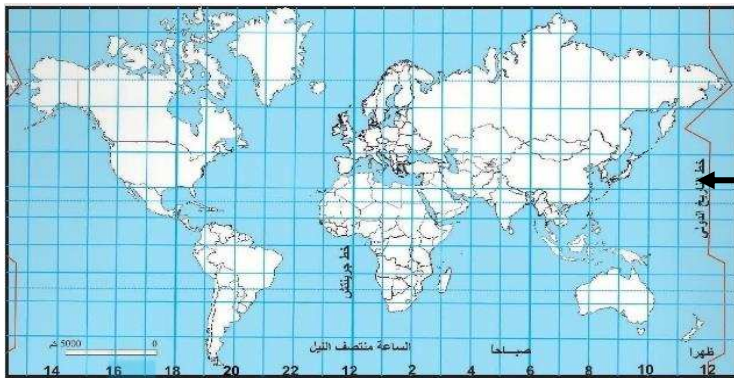 خط التاريخ الدولي
خط جرينتش
5000 كم 0
الساعة منتصف الليل
صباحا
ظهرا
14 16 18 20 22 12 2 4 6 8 10 12